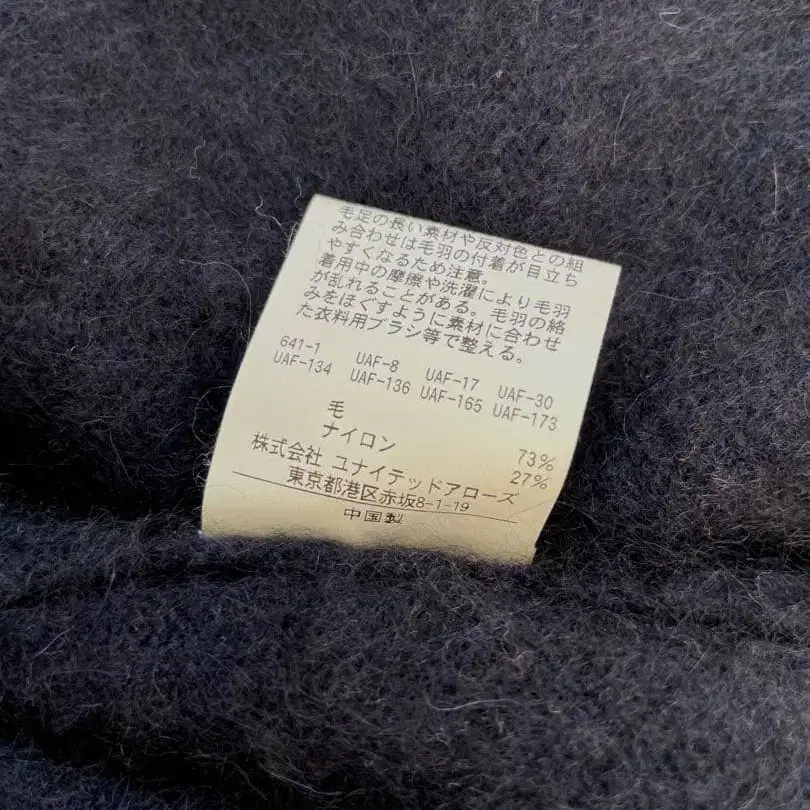 毛足の長い素材や反対色との組
み合わせは毛羽の付着が目立ち
やすくなるため注意。
着用中の摩擦や洗濯により毛羽
が乱れることがある。毛羽の絡
みをほぐすように素材に合わせ
た衣料用ブラシ等で整える。
641-1 UAF-8 UAF-17 UAF-30
UAF-134 UAF-136 UAF-165 UAF-173
毛 73%
ナイロン 27%
株式会社 ユナイテッドアローズ
東京都港区赤坂8-1-19
中国製